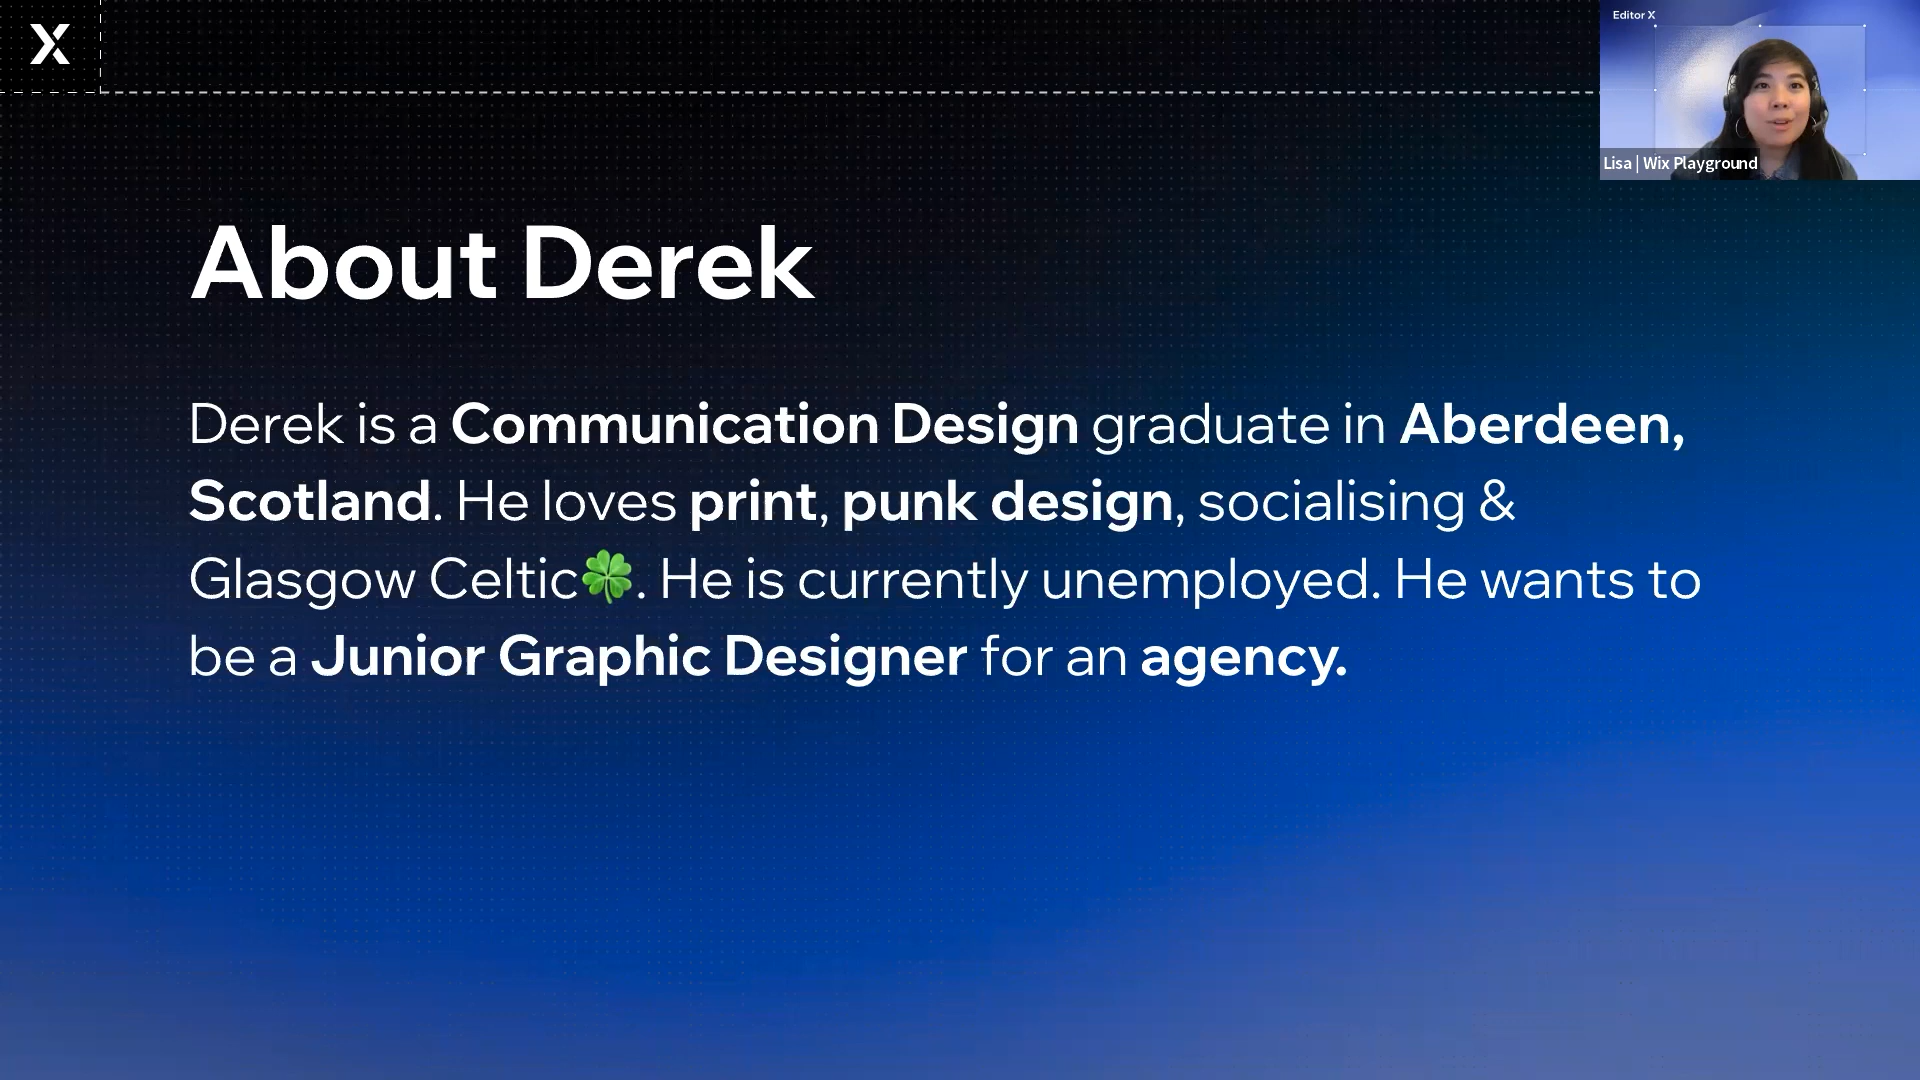 X
Editor X
Lisa | Wix Playground
About Derek
Derek is a Communication Design graduate in Aberdeen,
Scotland. He loves print, punk design, socialising &
Glasgow Celtic🍀. He is currently unemployed. He wants to
be a Junior Graphic Designer for an agency.